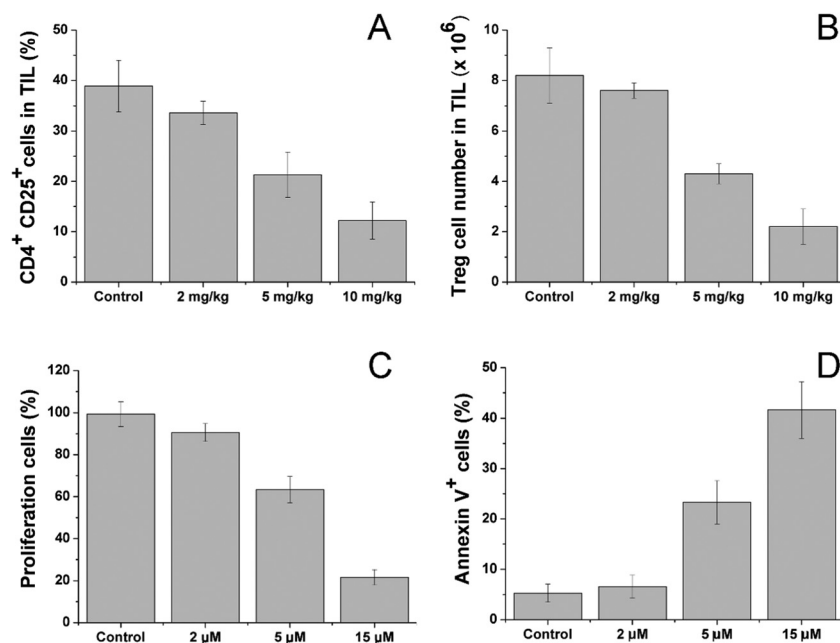 A
CD4+ CD25+ cells in TIL (%)
50
40
30
20
10
0
Control 2 mg/kg 5 mg/kg 10 mg/kg
B
Treg cell number in TIL (x 10^6)
10
8
6
4
2
0
Control 2 mg/kg 5 mg/kg 10 mg/kg
C
Proliferation cells (%)
120
100
80
60
40
20
0
Control 2 µM 5 µM 15 µM
D
Annexin V+ cells (%)
50
40
30
20
10
0
Control 2 µM 5 µM 15 µM